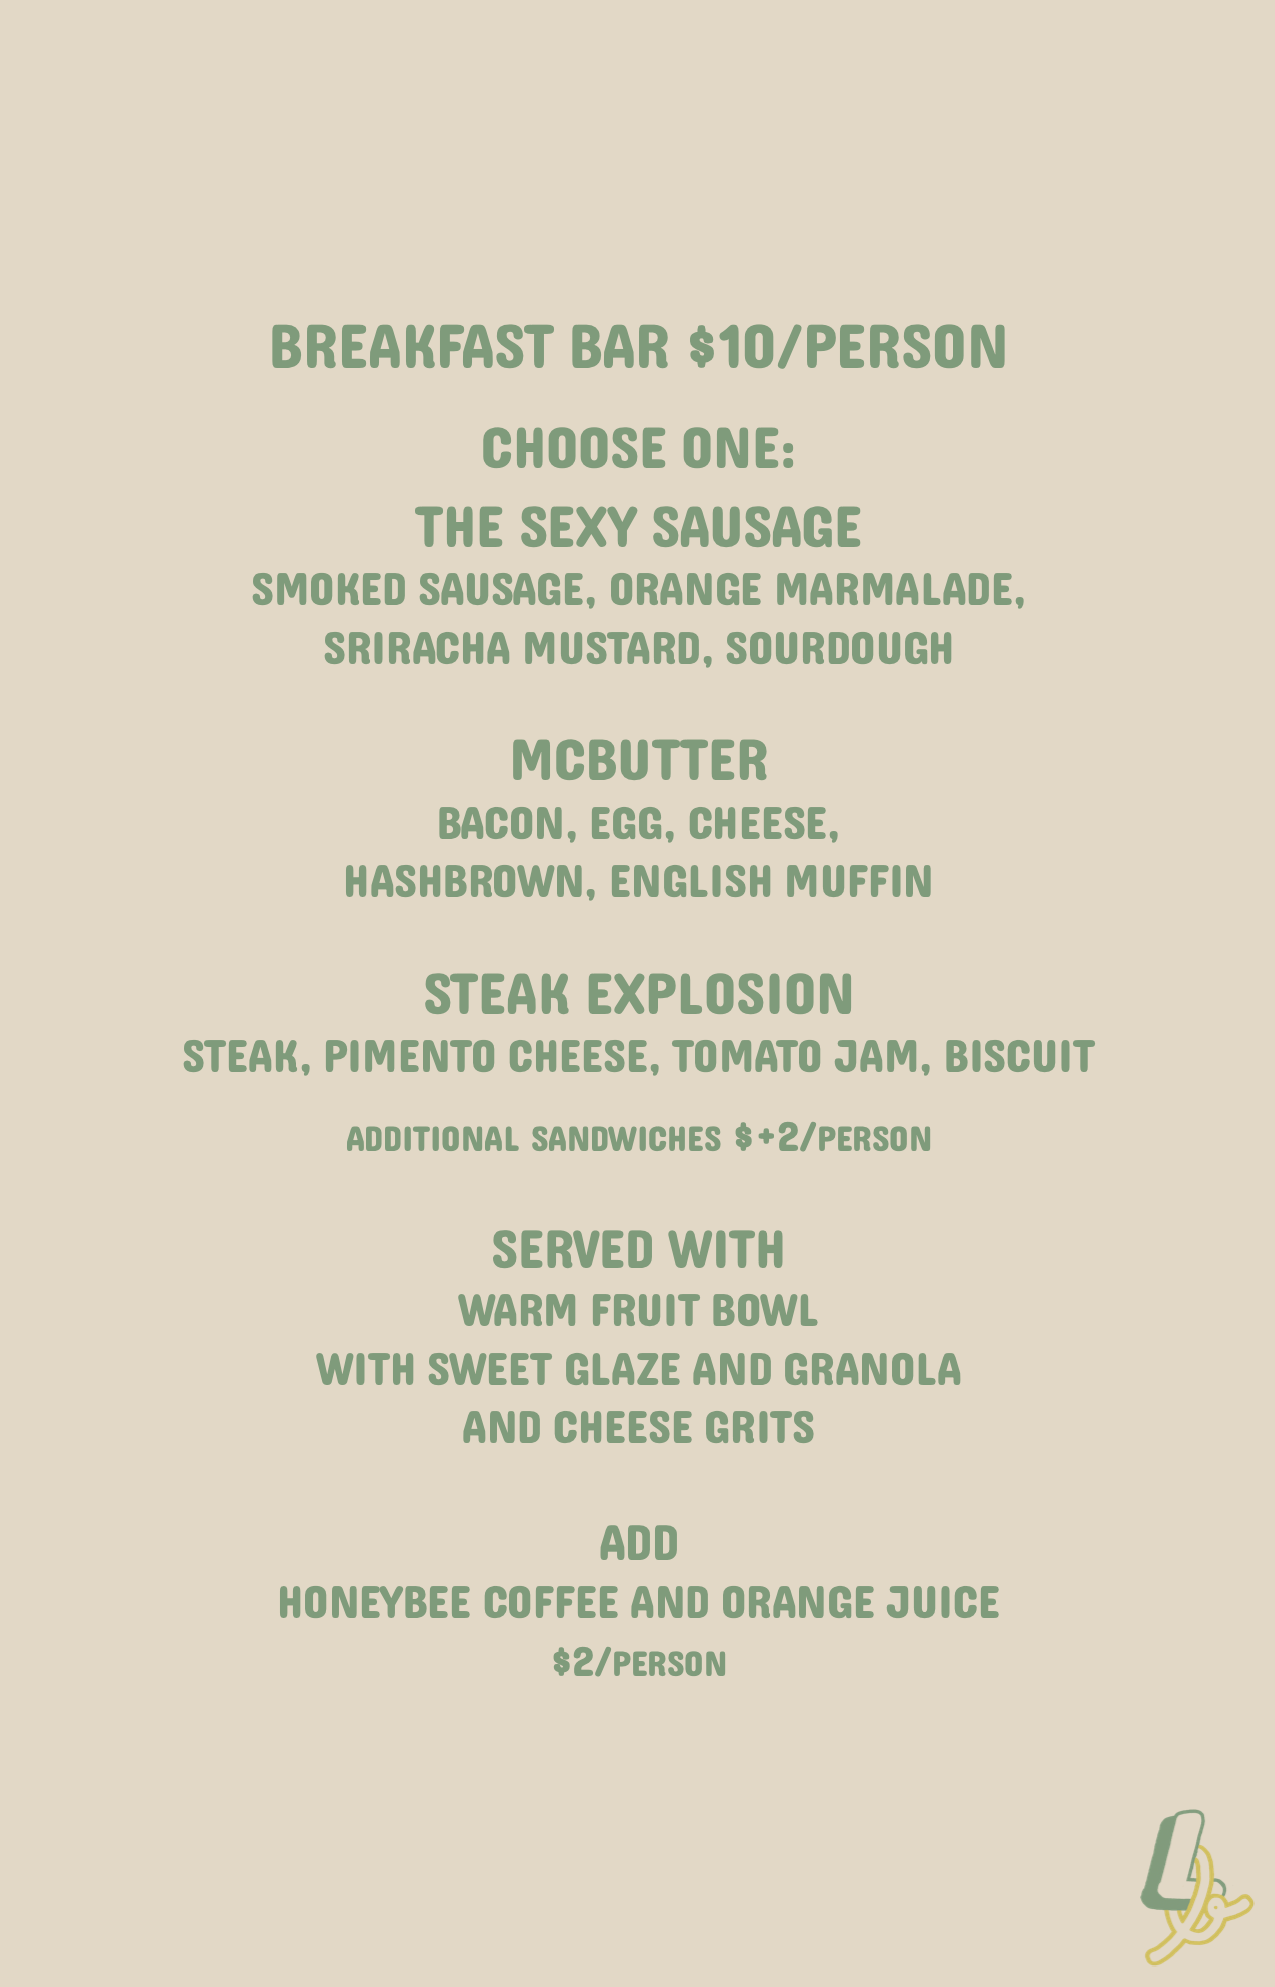 BREAKFAST BAR $10/PERSON
CHOOSE ONE:
THE SEXY SAUSAGE
SMOKED SAUSAGE, ORANGE MARMALADE,
SRIRACHA MUSTARD, SOURDOUGH
MCBUTTER
BACON, EGG, CHEESE,
HASHBROWN, ENGLISH MUFFIN
STEAK EXPLOSION
STEAK, PIMENTO CHEESE, TOMATO JAM, BISCUIT
ADDITIONAL SANDWICHES $+2/PERSON
SERVED WITH
WARM FRUIT BOWL
WITH SWEET GLAZE AND GRANOLA
AND CHEESE GRITS
ADD
HONEYBEE COFFEE AND ORANGE JUICE
$2/PERSON